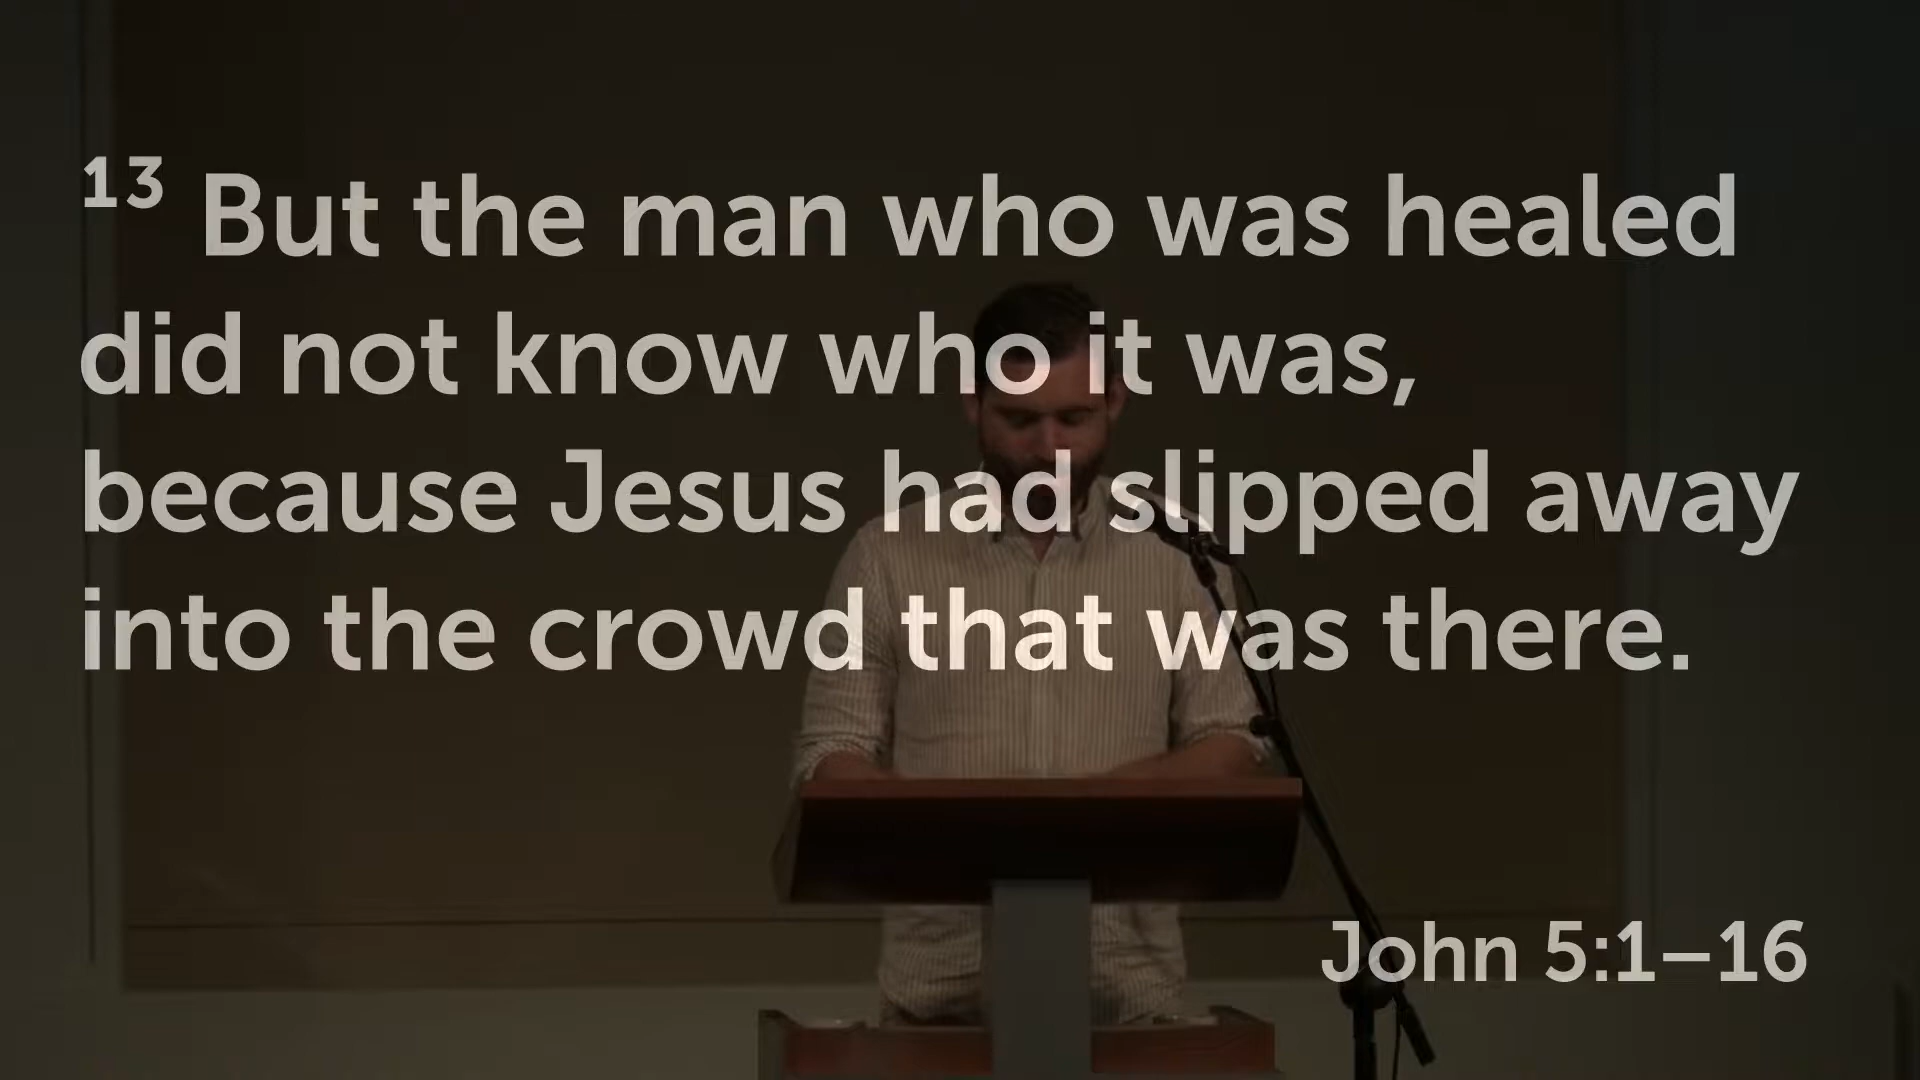 13 But the man who was healed
did not know who it was,
because Jesus had slipped away
into the crowd that was there.
John 5:1–16